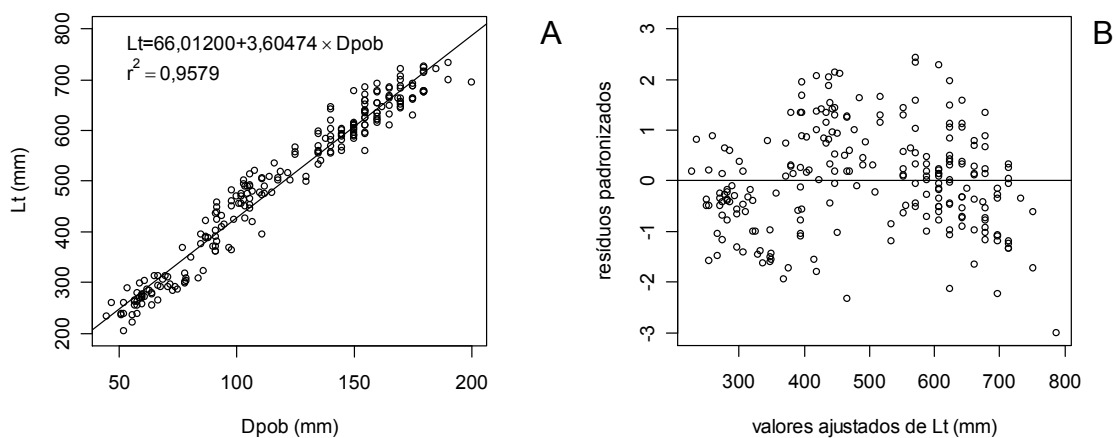 A
Lt=66,01200+3,60474 × Dpob
r² = 0,9579
Lt (mm)
800
700
600
500
400
300
200
50 100 150 200
Dpob (mm)
B
resíduos padronizados
3
2
1
0
-1
-2
-3
300 400 500 600 700 800
valores ajustados de Lt (mm)